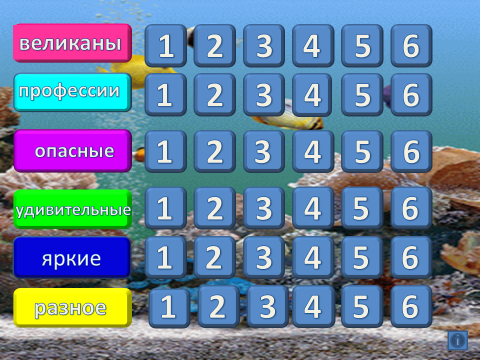 великаны 1 2 3 4 5 6
профессии 1 2 3 4 5 6
опасные 1 2 3 4 5 6
удивительные 1 2 3 4 5 6
яркие 1 2 3 4 5 6
разное 1 2 3 4 5 6
i